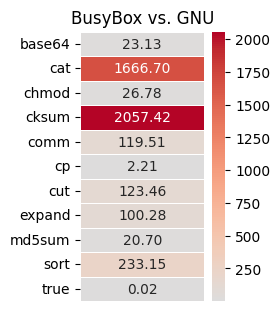 BusyBox vs. GNU
base64 23.13
cat 1666.70
chmod 26.78
cksum 2057.42
comm 119.51
cp 2.21
cut 123.46
expand 100.28
md5sum 20.70
sort 233.15
true 0.02
2000
1750
1500
1250
1000
750
500
250